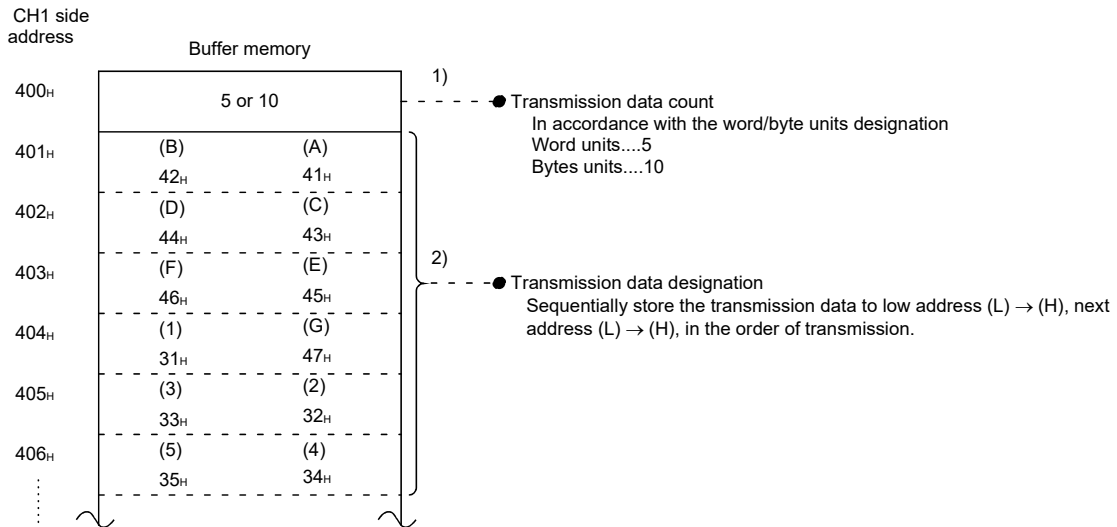 CH1 side
address
Buffer memory
400H
5 or 10
1)
Transmission data count
In accordance with the word/byte units designation
Word units....5
Bytes units....10
401H
(B) (A)
42H 41H
402H
(D) (C)
44H 43H
403H
(F) (E)
46H 45H
2)
Transmission data designation
Sequentially store the transmission data to low address (L) → (H), next
address (L) → (H), in the order of transmission.
404H
(1) (G)
31H 47H
405H
(3) (2)
33H 32H
406H
(5) (4)
35H 34H